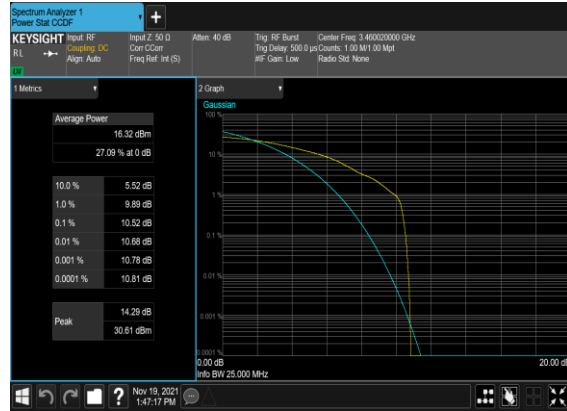 Spectrum Analyzer 1
Power Stat CCDF
KEYSIGHT
RL
Input: RF
Coupling: DC
Align: Auto
Input Z: 50 Ω
Corr CCorr
Freq Ref: Int (S)
Atten: 40 dB
Trig: RF Burst
Trig Delay: 500.0 µs
#IF Gain: Low
Center Freq: 3.460020000 GHz
Counts: 1.00 M/1.00 Mpt
Radio Std: None
1 Metrics
Average Power
16.32 dBm
27.09 % at 0 dB
10.0 % 5.52 dB
1.0 % 9.89 dB
0.1 % 10.52 dB
0.01 % 10.68 dB
0.001 % 10.78 dB
0.0001 % 10.81 dB
Peak
14.29 dB
30.61 dBm
2 Graph
Gaussian
100 %
10 %
1 %
0.1 %
0.01 %
0.001 %
0.0001 %
0.00 dB
20.00 dB
Info BW 25.000 MHz
?
Nov 19, 2021
1:47:17 PM